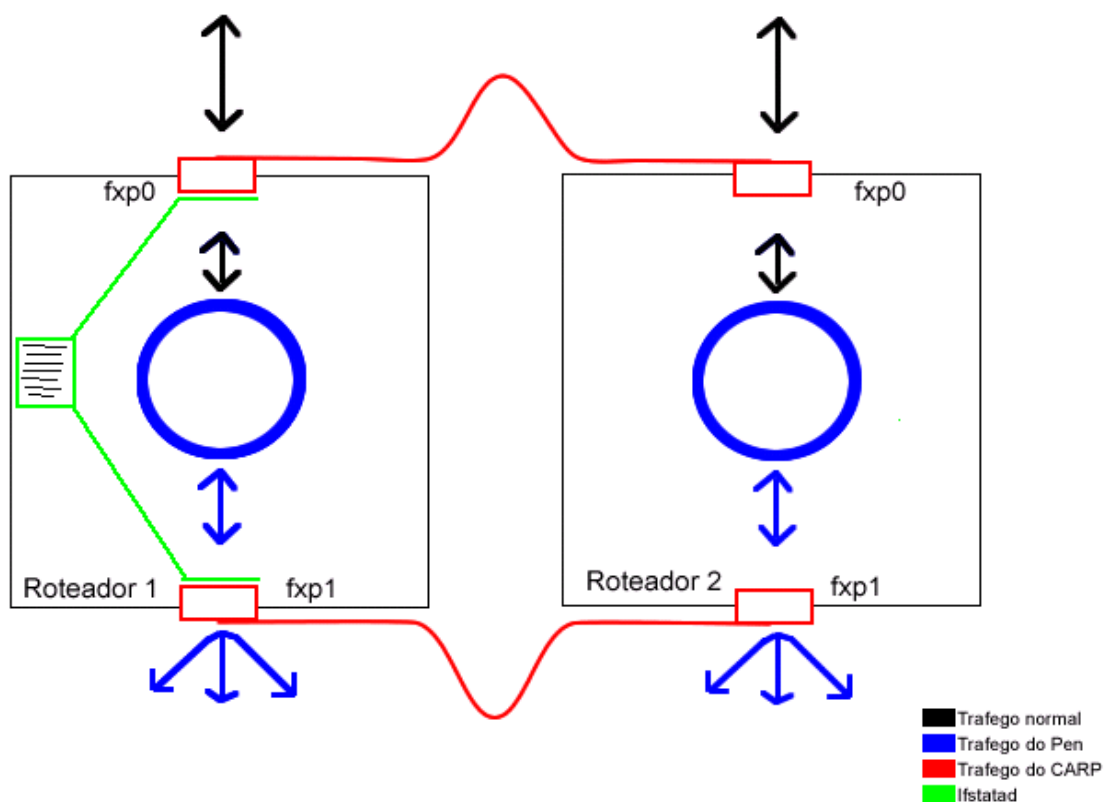 fxp0
fxp0
Roteador 1
fxp1
Roteador 2
fxp1
Trafego normal
Trafego do Pen
Trafego do CARP
Ifstatad